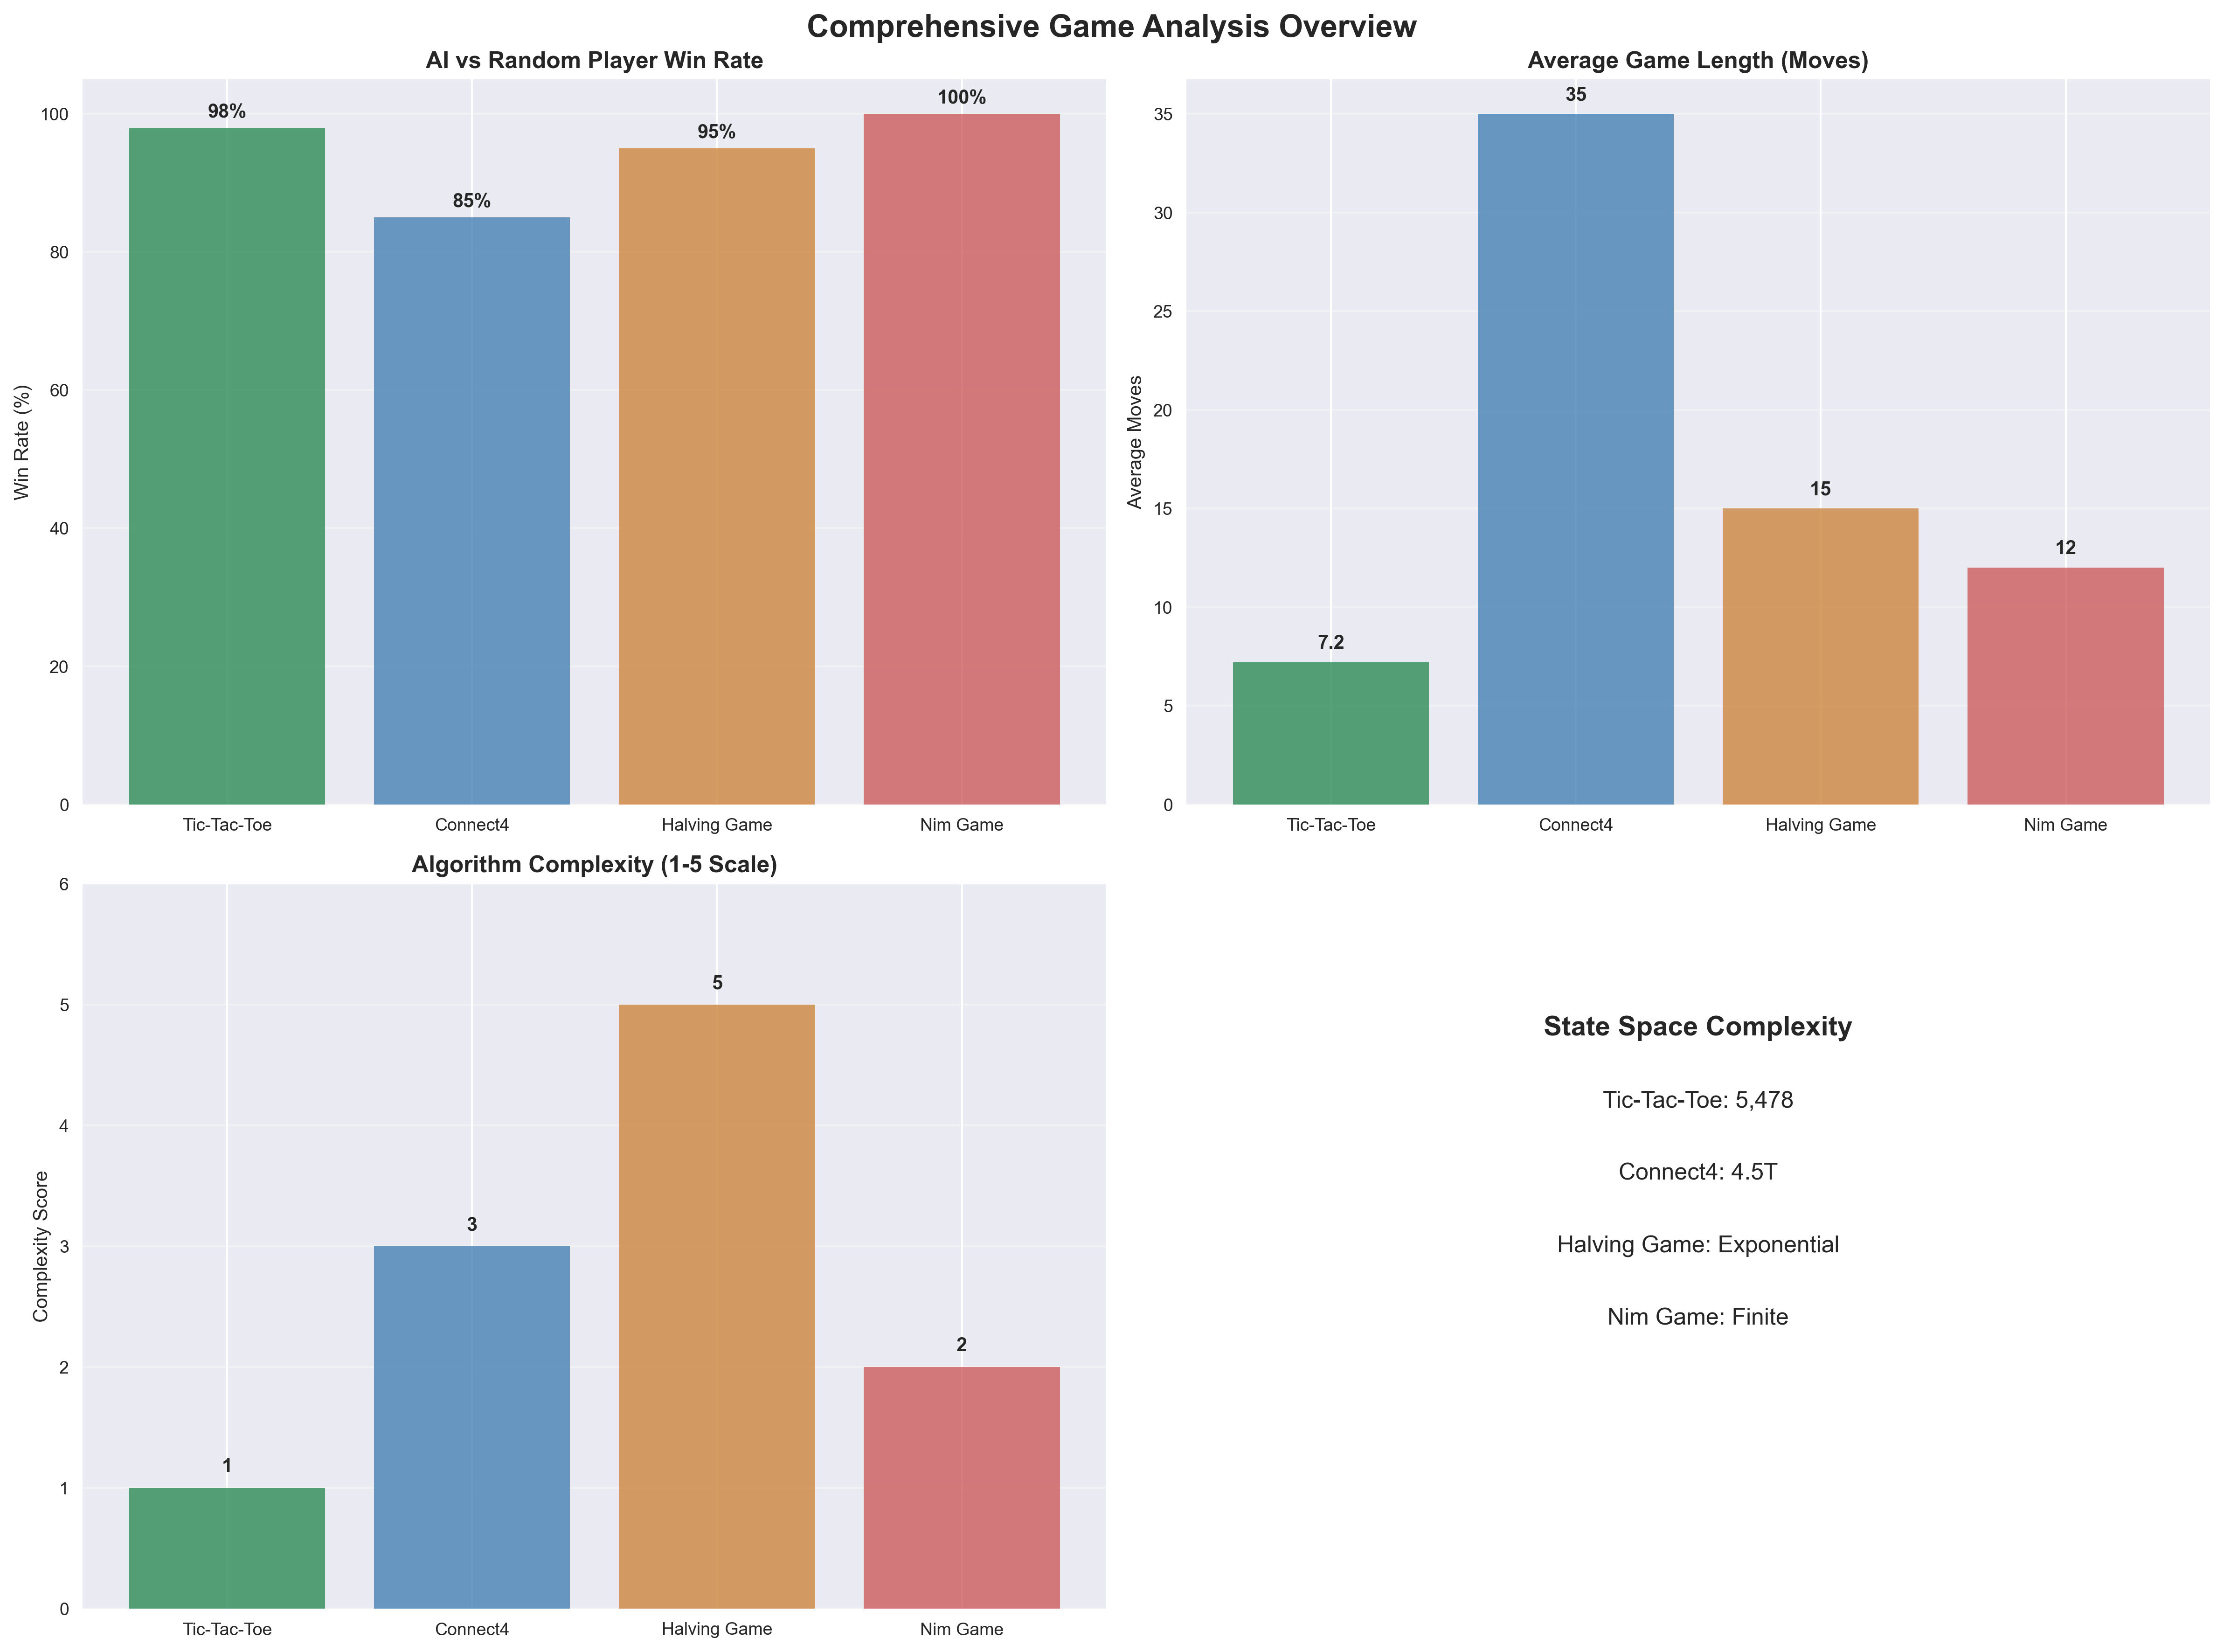 Comprehensive Game Analysis Overview
AI vs Random Player Win Rate
Win Rate (%)
100
80
60
40
20
0
98%
85%
95%
100%
Tic-Tac-Toe
Connect4
Halving Game
Nim Game
Average Game Length (Moves)
Average Moves
35
30
25
20
15
10
5
0
7.2
35
15
12
Tic-Tac-Toe
Connect4
Halving Game
Nim Game
Algorithm Complexity (1-5 Scale)
Complexity Score
6
5
4
3
2
1
0
1
3
5
2
Tic-Tac-Toe
Connect4
Halving Game
Nim Game
State Space Complexity
Tic-Tac-Toe: 5,478
Connect4: 4.5T
Halving Game: Exponential
Nim Game: Finite